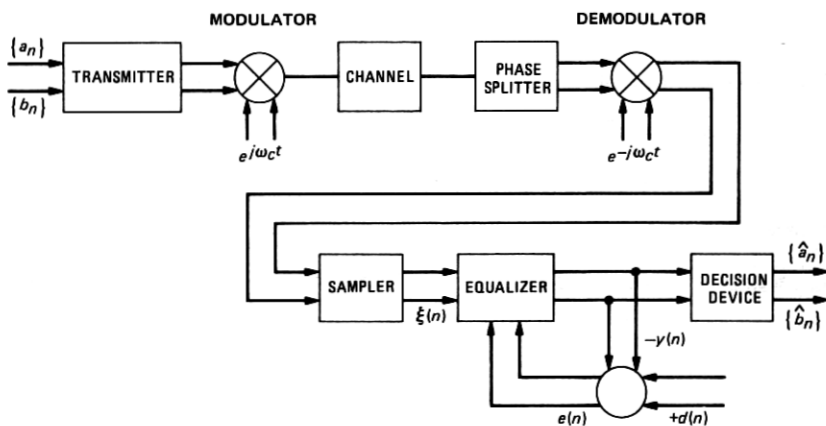 MODULATOR
DEMODULATOR
{a_n}
{b_n}
TRANSMITTER
CHANNEL
PHASE
SPLITTER
e^{jω_c t}
e^{-jω_c t}
SAMPLER
ξ(n)
EQUALIZER
DECISION
DEVICE
{â_n}
{b̂_n}
-y(n)
e(n)
+d(n)